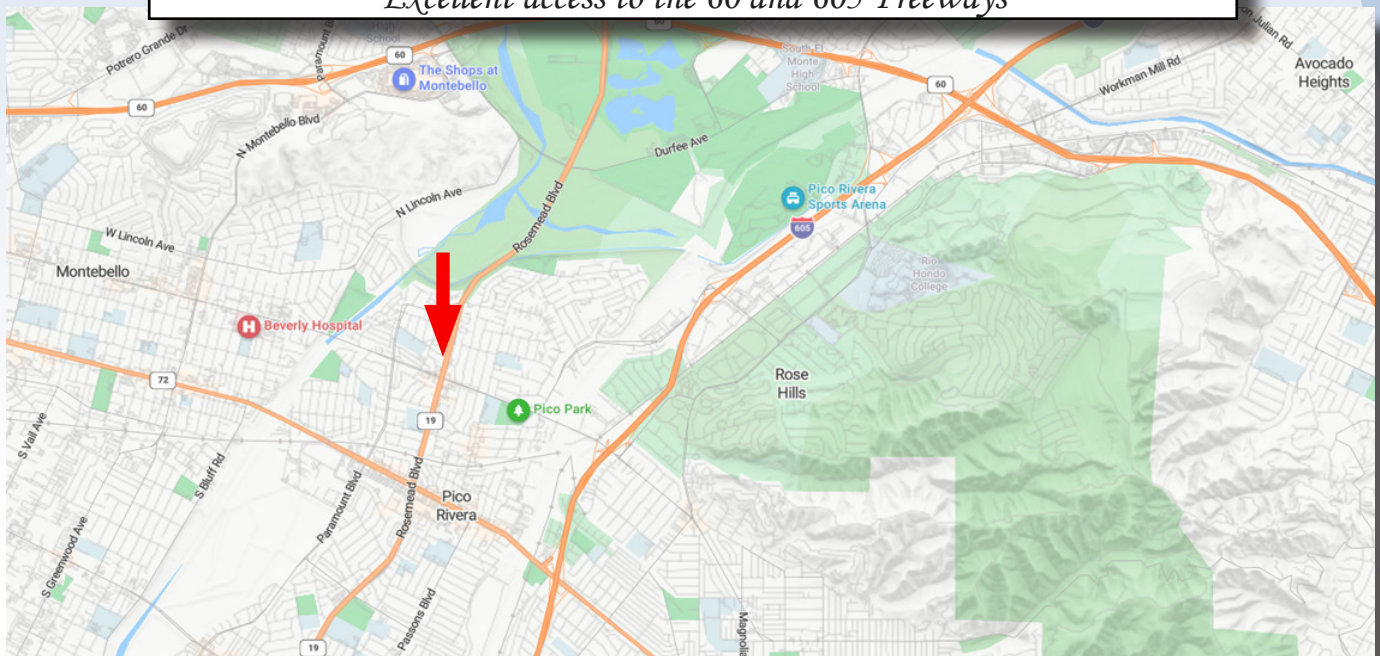 Excellent access to the 60 and 605 Freeways
Potrero Grande Dr
School
60
The Shops at
Montebello
60
N Montebello Blvd
South El
Monte
High
School
60
Workman Mill Rd
Avocado
Heights
Durfee Ave
N Lincoln Ave
Rosemead Blvd
Pico Rivera
Sports Arena
605
W Lincoln Ave
Montebello
Rio
Hondo
College
Beverly Hospital
72
Rose
Hills
19
Pico Park
S Vail Ave
S Bluff Rd
Paramount Blvd
Rosemead Blvd
Pico
Rivera
S Greenwood Ave
Passons Blvd
19